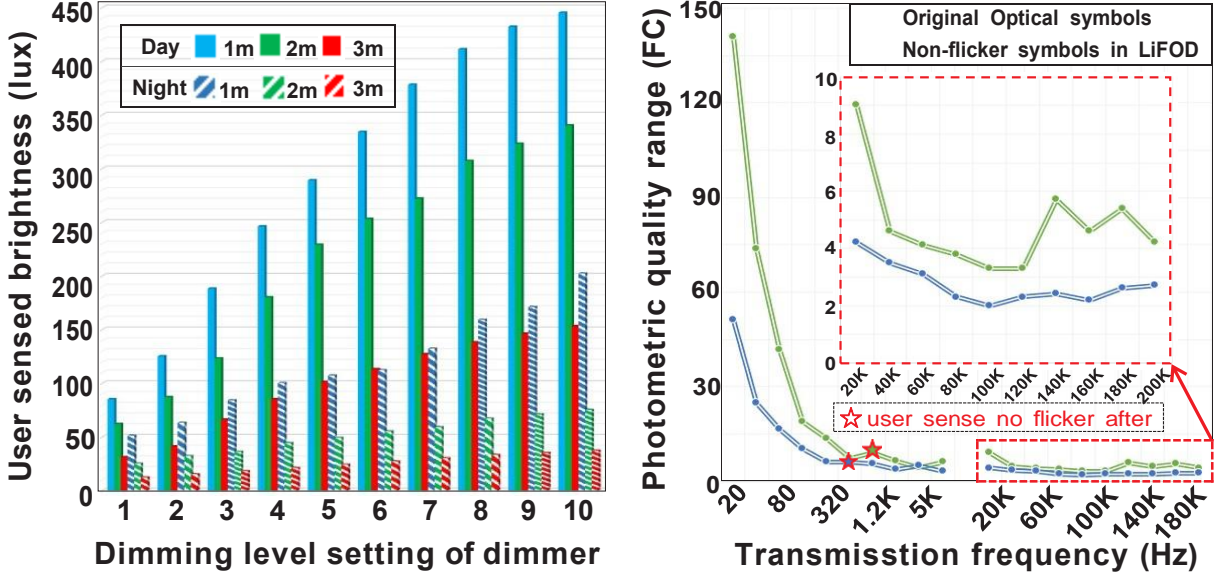 User sensed brightness (lux)
450
400
350
300
250
200
150
100
50
0
Day 1m 2m 3m
Night 1m 2m 3m
1 2 3 4 5 6 7 8 9 10
Dimming level setting of dimmer
Photometric quality range (FC)
150
120
90
60
30
0
Original Optical symbols
Non-flicker symbols in LiFOD
10
8
6
4
2
0
20K 40K 60K 80K 100K 120K 140K 160K 180K 200K
user sense no flicker after
20 80 320 1.2K 5K 20K 60K 100K 140K 180K
Transmisstion frequency (Hz)